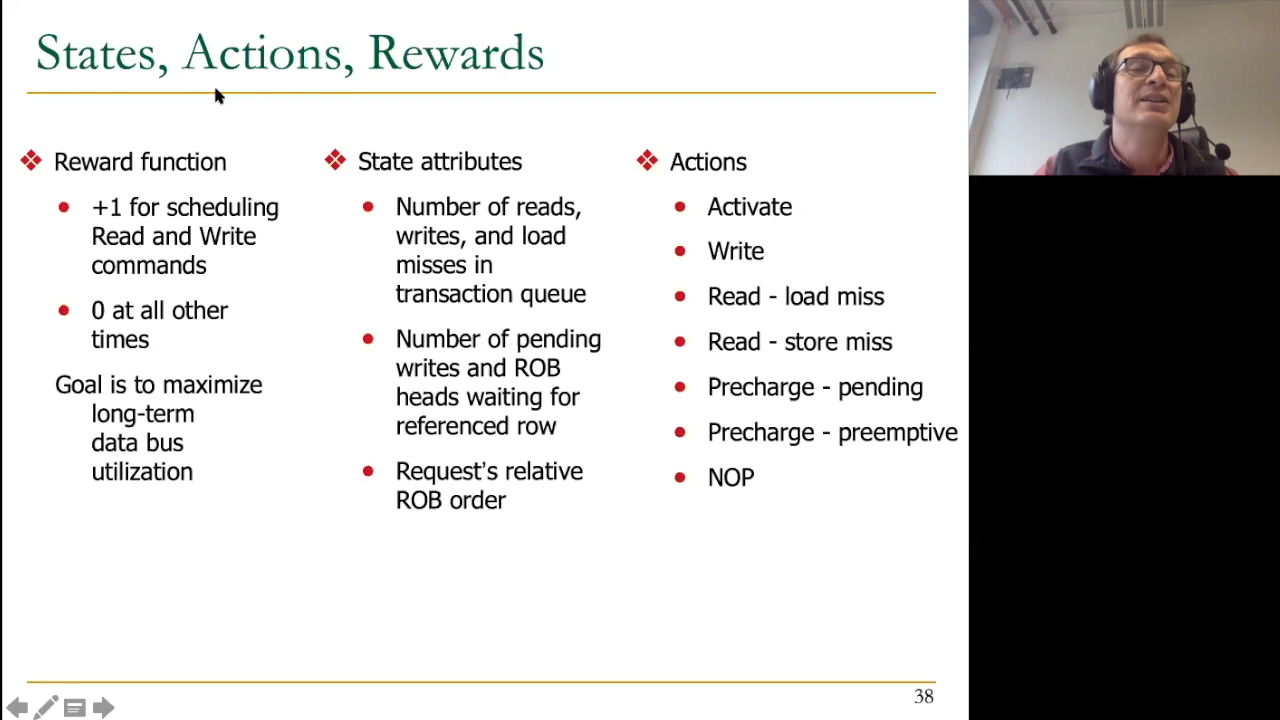 States, Actions, Rewards
Reward function
+1 for scheduling
Read and Write
commands
0 at all other
times
Goal is to maximize
long-term
data bus
utilization
State attributes
Number of reads,
writes, and load
misses in
transaction queue
Number of pending
writes and ROB
heads waiting for
referenced row
Request’s relative
ROB order
Actions
Activate
Write
Read - load miss
Read - store miss
Precharge - pending
Precharge - preemptive
NOP
38